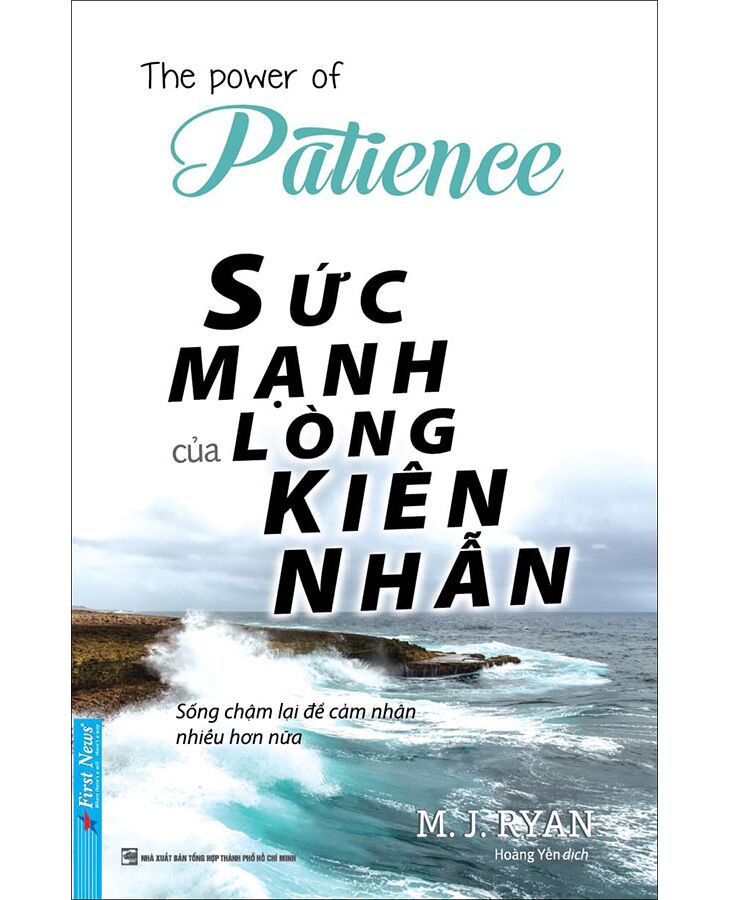 The power of
Patience
SỨC
MẠNH
của LÒNG
KIÊN
NHẪN
Sống chậm lại để cảm nhận
nhiều hơn nữa
First News
M. J. RYAN
Hoàng Yến dịch
NHÀ XUẤT BẢN TỔNG HỢP THÀNH PHỐ HỒ CHÍ MINH